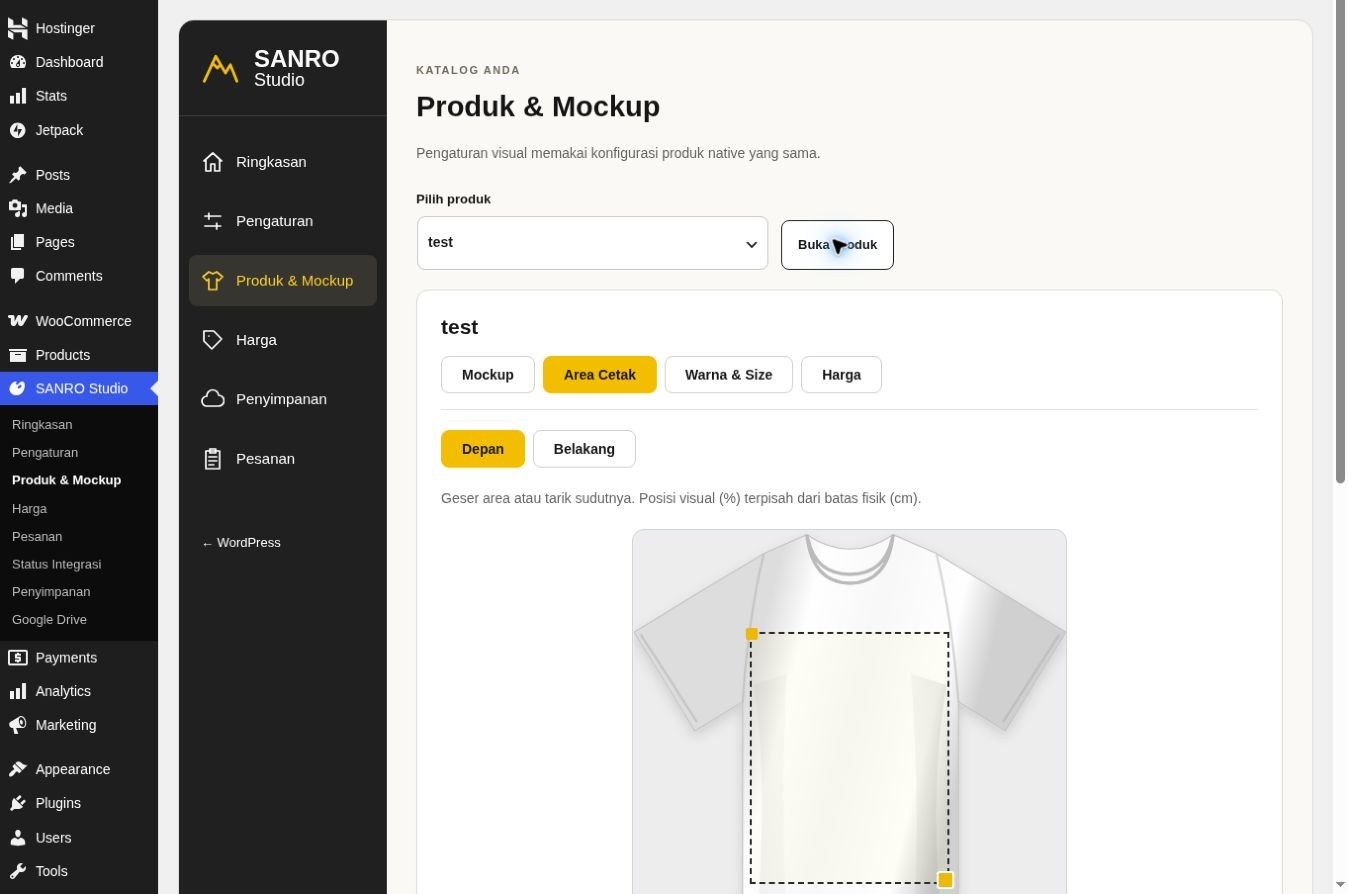 Hostinger
Dashboard
Stats
Jetpack
Posts
Media
Pages
Comments
WooCommerce
Products
SANRO Studio
Ringkasan
Pengaturan
Produk & Mockup
Harga
Pesanan
Status Integrasi
Penyimpanan
Google Drive
Payments
Analytics
Marketing
Appearance
Plugins
Users
Tools
SANRO
Studio
Ringkasan
Pengaturan
Produk & Mockup
Harga
Penyimpanan
Pesanan
← WordPress
KATALOG ANDA
Produk & Mockup
Pengaturan visual memakai konfigurasi produk native yang sama.
Pilih produk
test
Buka produk
test
Mockup
Area Cetak
Warna & Size
Harga
Depan
Belakang
Geser area atau tarik sudutnya. Posisi visual (%) terpisah dari batas fisik (cm).